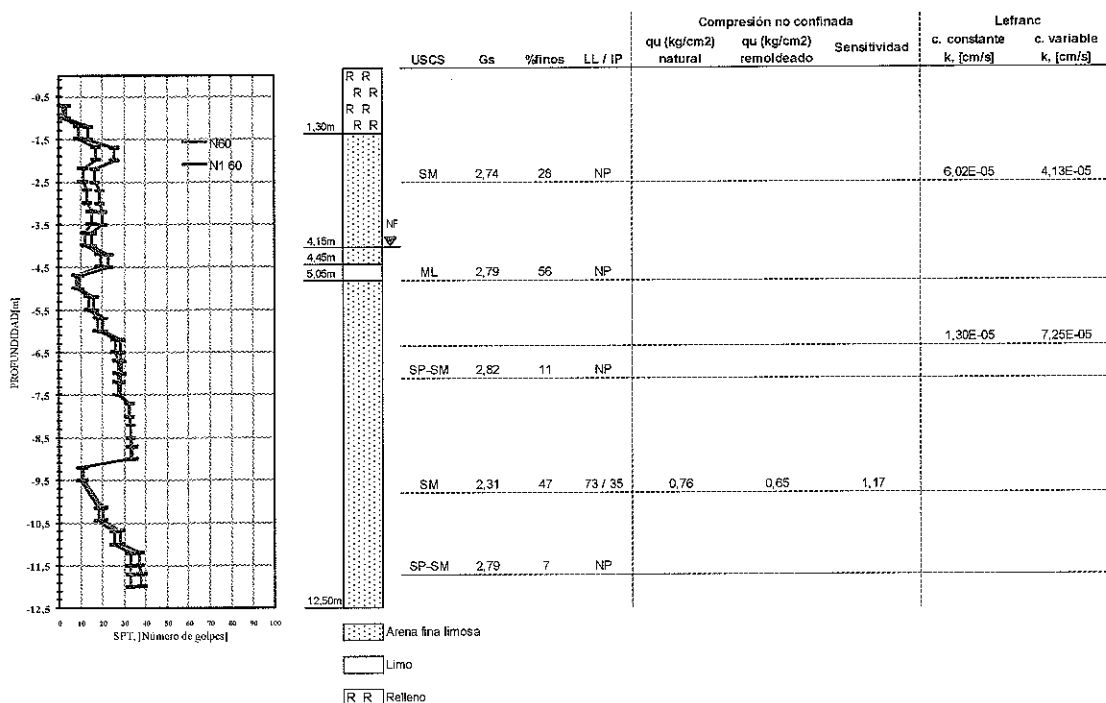 Compresión no confinada Lefranc
qu (kg/cm2) qu (kg/cm2) Sensitividad c. constante c. variable
USCS Gs %finos LL / IP natural remoldeado k, [cm/s] k, [cm/s]
PROFUNDIDAD[m]
-0,5
-1,5
-2,5
-3,5
-4,5
-5,5
-6,5
-7,5
-8,5
-9,5
-10,5
-11,5
-12,5
0 10 20 30 40 50 60 70 80 90 100
SPT, [Número de golpes]
N60
N1 60
R R
R R
R R
R R
1,30m
NF
4,15m
4,45m
5,05m
12,50m
SM 2,74 28 NP 6,02E-05 4,13E-05
ML 2,79 56 NP
1,30E-05 7,25E-06
SP-SM 2,82 11 NP
SM 2,31 47 73 / 35 0,76 0,65 1,17
SP-SM 2,79 7 NP
Arena fina limosa
Limo
R R Relleno